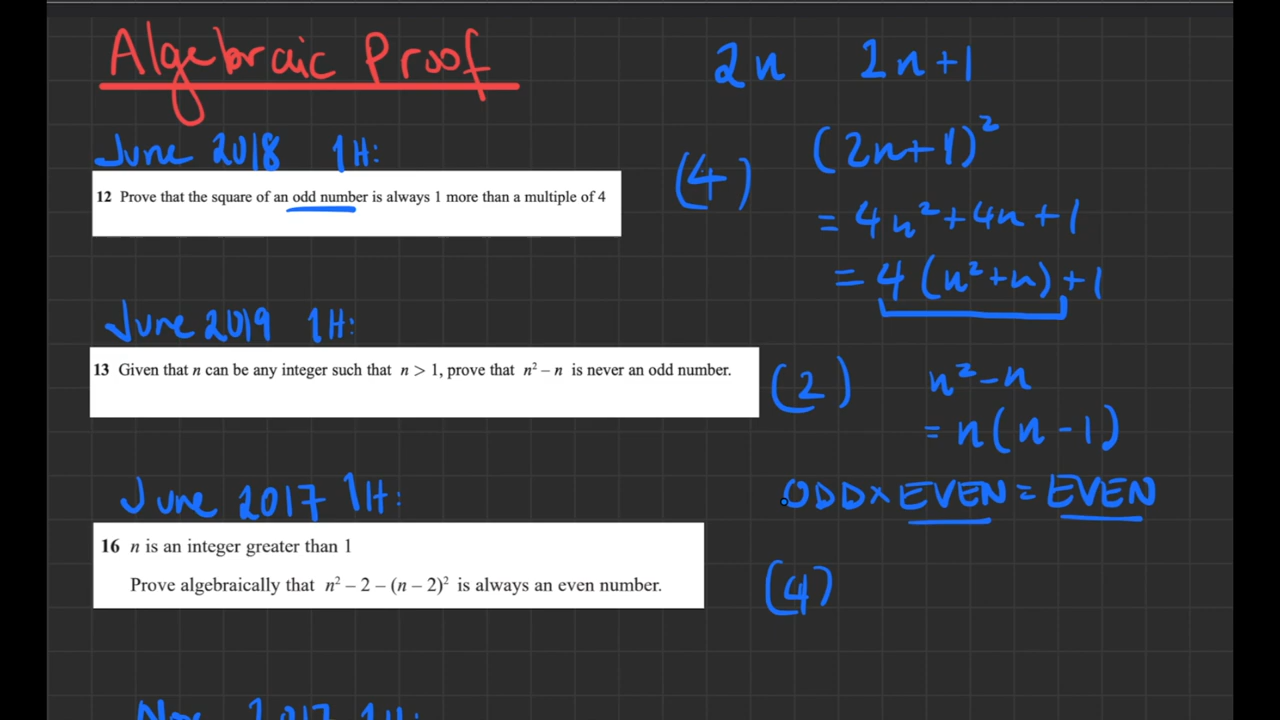 Algebraic Proof
2n 2n+1
June 2018 1H:
12 Prove that the square of an odd number is always 1 more than a multiple of 4
(4)
(2n+1)²
= 4n²+4n+1
= 4(n²+n)+1
June 2019 1H:
13 Given that n can be any integer such that n > 1, prove that n² – n is never an odd number.
(2)
n²-n
= n(n-1)
ODD× EVEN = EVEN
June 2017 1H:
16 n is an integer greater than 1
Prove algebraically that n² – 2 – (n – 2)² is always an even number.
(4)
Nov 2017 1H: